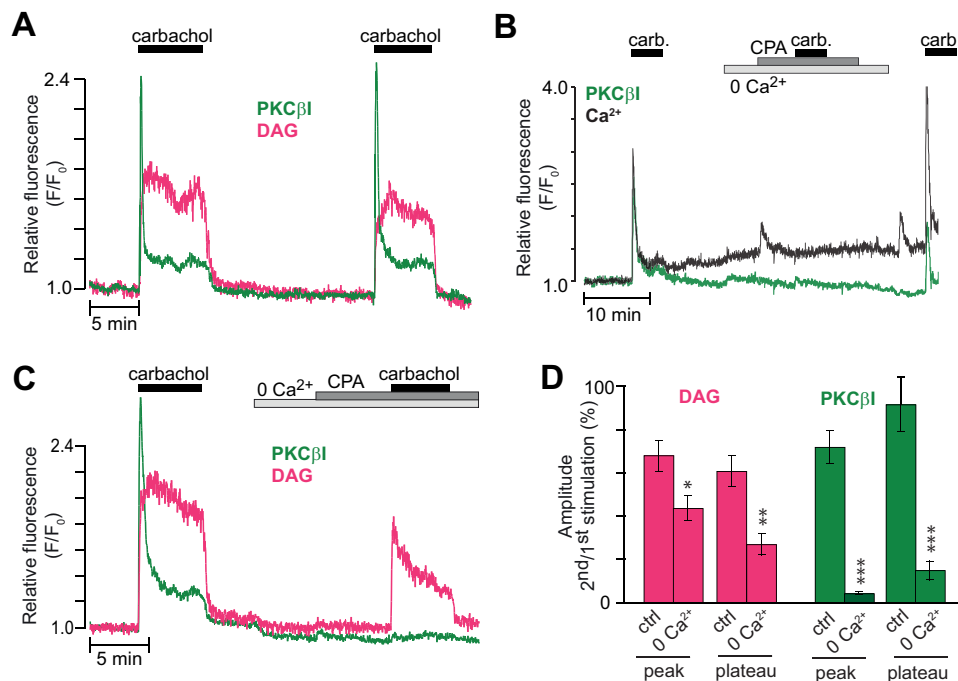 A
carbachol
carbachol
2.4
PKCβI
DAG
Relative fluorescence
(F/F₀)
1.0
5 min
B
carb.
CPA
carb.
carb
0 Ca²⁺
4.0
PKCβI
Ca²⁺
Relative fluorescence
(F/F₀)
1.0
10 min
C
carbachol
0 Ca²⁺
CPA
carbachol
2.4
PKCβI
DAG
Relative fluorescence
(F/F₀)
1.0
5 min
D
100
DAG
PKCβI
Amplitude
2nd/1st stimulation (%)
*
**
***
***
0
ctrl
0 Ca²⁺
ctrl
0 Ca²⁺
ctrl
0 Ca²⁺
ctrl
0 Ca²⁺
peak
plateau
peak
plateau